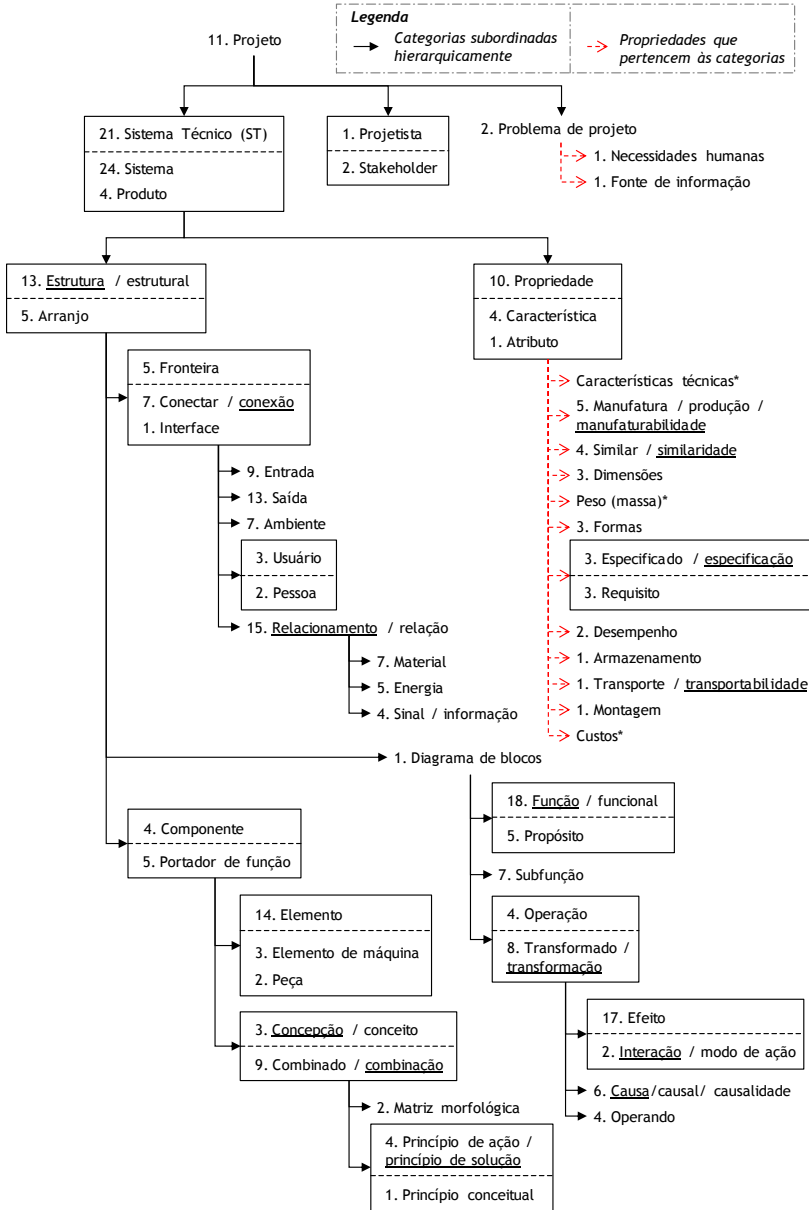 Legenda
Categorias subordinadas
hierarquicamente
Propriedades que
pertencem às categorias
11. Projeto
21. Sistema Técnico (ST)
24. Sistema
4. Produto
1. Projetista
2. Stakeholder
2. Problema de projeto
1. Necessidades humanas
1. Fonte de informação
13. Estrutura / estrutural
5. Arranjo
10. Propriedade
4. Característica
1. Atributo
5. Fronteira
7. Conectar / conexão
1. Interface
9. Entrada
13. Saída
7. Ambiente
3. Usuário
2. Pessoa
15. Relacionamento / relação
7. Material
5. Energia
4. Sinal / informação
Características técnicas*
5. Manufatura / produção /
manufaturabilidade
4. Similar / similaridade
3. Dimensões
Peso (massa)*
3. Formas
3. Especificado / especificação
3. Requisito
2. Desempenho
1. Armazenamento
1. Transporte / transportabilidade
1. Montagem
Custos*
1. Diagrama de blocos
18. Função / funcional
5. Propósito
7. Subfunção
4. Operação
8. Transformado /
transformação
17. Efeito
2. Interação / modo de ação
6. Causa/causal/ causalidade
4. Operando
4. Componente
5. Portador de função
14. Elemento
3. Elemento de máquina
2. Peça
3. Concepção / conceito
9. Combinado / combinação
2. Matriz morfológica
4. Princípio de ação /
princípio de solução
1. Princípio conceitual